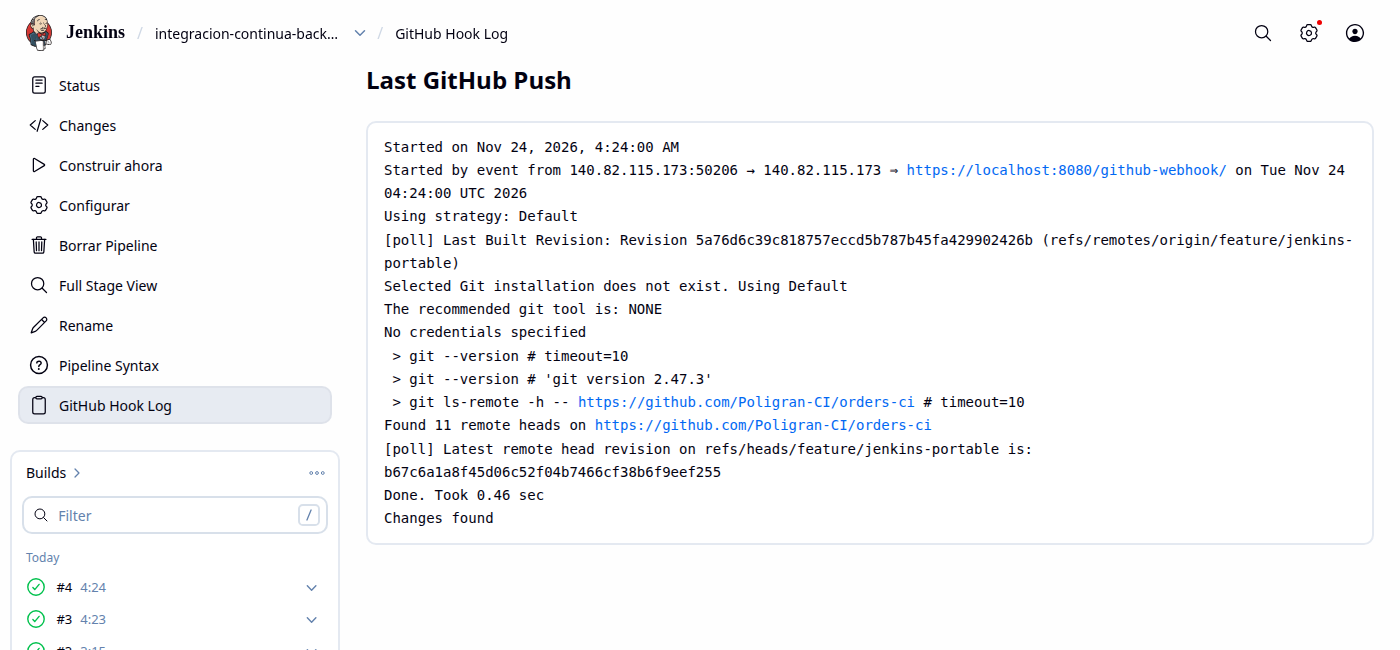 Jenkins / integracion-continua-back... / GitHub Hook Log
Status
Changes
Construir ahora
Configurar
Borrar Pipeline
Full Stage View
Rename
Pipeline Syntax
GitHub Hook Log
Builds
Filter /
Today
#4 4:24
#3 4:23
Last GitHub Push
Started on Nov 24, 2026, 4:24:00 AM
Started by event from 140.82.115.173:50206 → 140.82.115.173 ⇒ https://localhost:8080/github-webhook/ on Tue Nov 24
04:24:00 UTC 2026
Using strategy: Default
[poll] Last Built Revision: Revision 5a76d6c39c818757eccd5b787b45fa429902426b (refs/remotes/origin/feature/jenkins-
portable)
Selected Git installation does not exist. Using Default
The recommended git tool is: NONE
No credentials specified
 > git --version # timeout=10
 > git --version # 'git version 2.47.3'
 > git ls-remote -h -- https://github.com/Poligran-CI/orders-ci # timeout=10
Found 11 remote heads on https://github.com/Poligran-CI/orders-ci
[poll] Latest remote head revision on refs/heads/feature/jenkins-portable is:
b67c6a1a8f45d06c52f04b7466cf38b6f9eef255
Done. Took 0.46 sec
Changes found